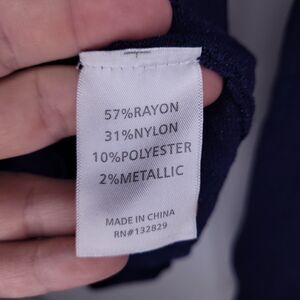 57%RAYON
31%NYLON
10%POLYESTER
2%METALLIC
MADE IN CHINA
RN#132829